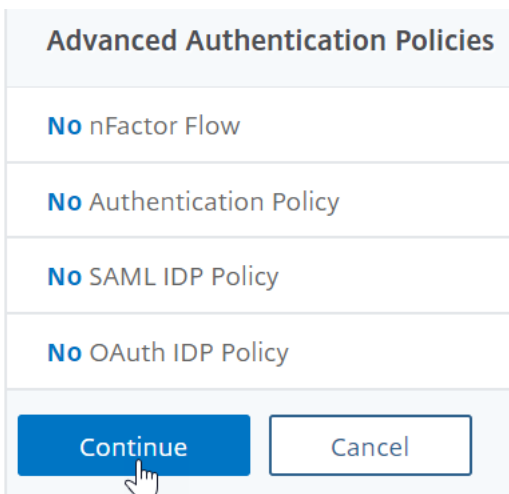 Advanced Authentication Policies
No nFactor Flow
No Authentication Policy
No SAML IDP Policy
No OAuth IDP Policy
Continue Cancel